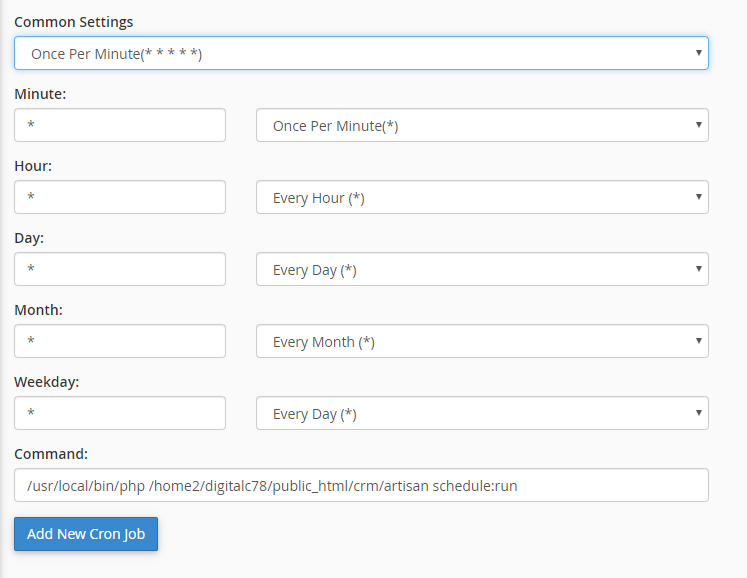 Common Settings
Once Per Minute(* * * * *)
Minute:
* Once Per Minute(*)
Hour:
* Every Hour (*)
Day:
* Every Day (*)
Month:
* Every Month (*)
Weekday:
* Every Day (*)
Command:
/usr/local/bin/php /home2/digitalc78/public_html/crm/artisan schedule:run
Add New Cron Job